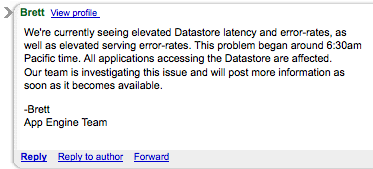 Brett View profile
We're currently seeing elevated Datastore latency and error-rates, as
well as elevated serving error-rates. This problem began around 6:30am
Pacific time. All applications accessing the Datastore are affected.
Our team is investigating this issue and will post more information as
soon as it becomes available.
-Brett
App Engine Team
Reply Reply to author Forward